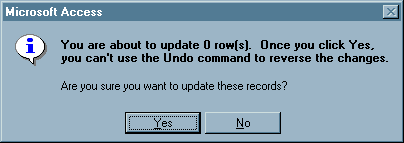 Microsoft Access
You are about to update 0 row(s).  Once you click Yes,
you can't use the Undo command to reverse the changes.
Are you sure you want to update these records?
Yes
No